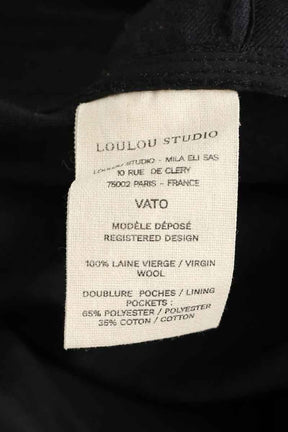 LOULOU STUDIO
LOULOU STUDIO - MILA ELI SAS
10 RUE DE CLERY
75002 PARIS - FRANCE
VATO
MODÈLE DÉPOSÉ
REGISTERED DESIGN
100% LAINE VIERGE / VIRGIN
WOOL
DOUBLURE POCHES / LINING
POCKETS :
65% POLYESTER / POLYESTER
35% COTON / COTTON